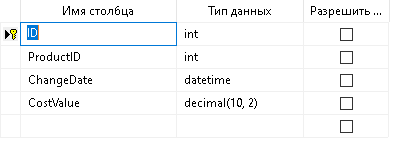 Имя столбца Тип данных Разрешить ...
ID int
ProductID int
ChangeDate datetime
CostValue decimal(10, 2)